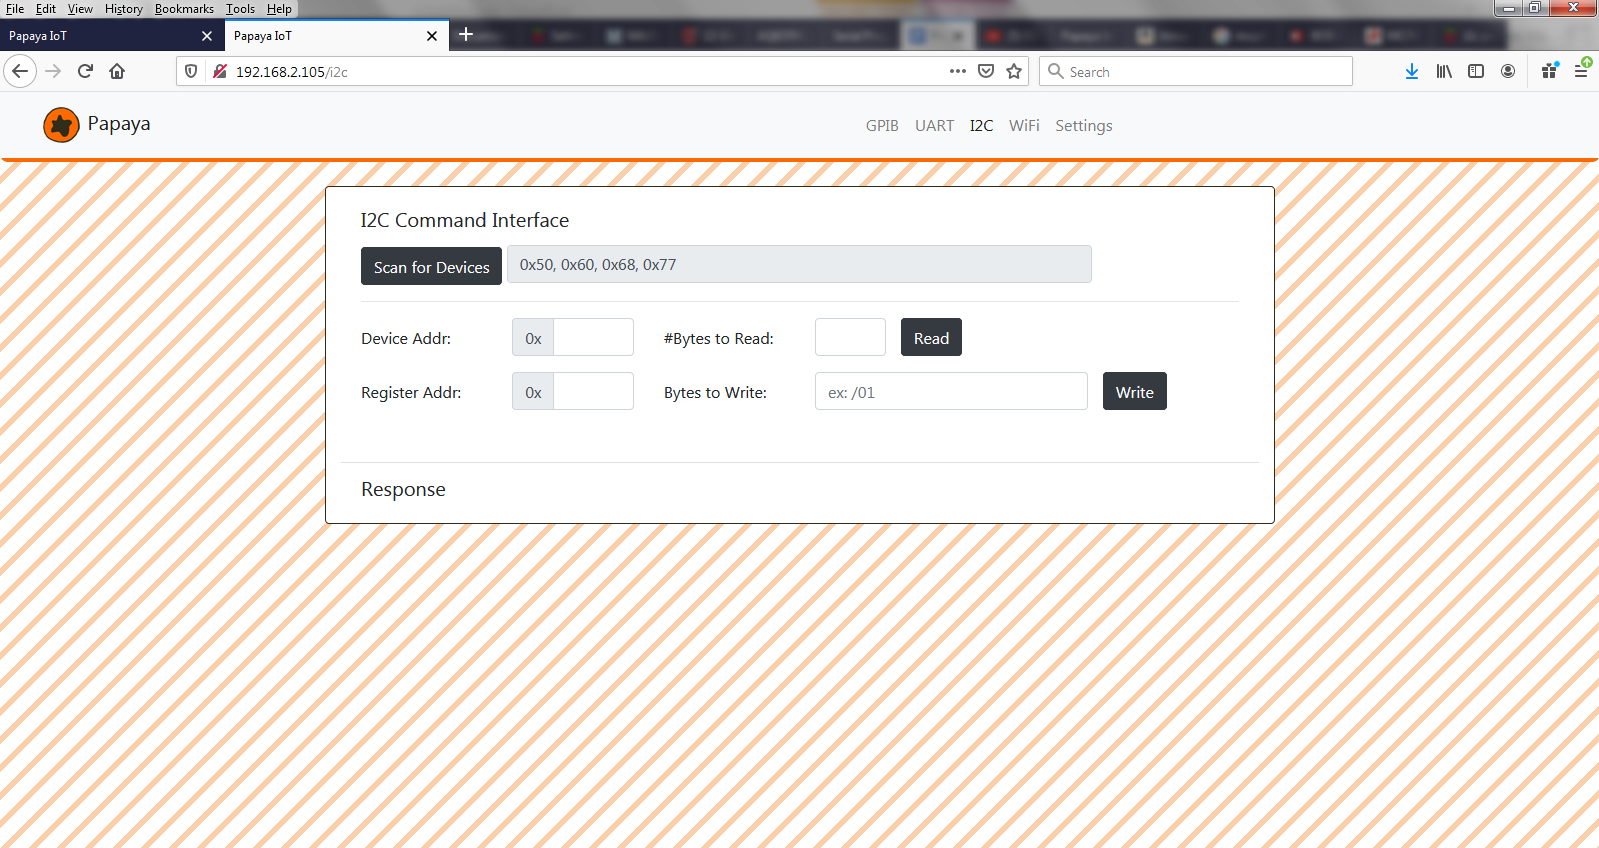 File Edit View History Bookmarks Tools Help
Papaya IoT
Papaya IoT
192.168.2.105/i2c
Search
Papaya
GPIB UART I2C WiFi Settings
I2C Command Interface
Scan for Devices 0x50, 0x60, 0x68, 0x77
Device Addr: 0x #Bytes to Read: Read
Register Addr: 0x Bytes to Write: ex: /01 Write
Response